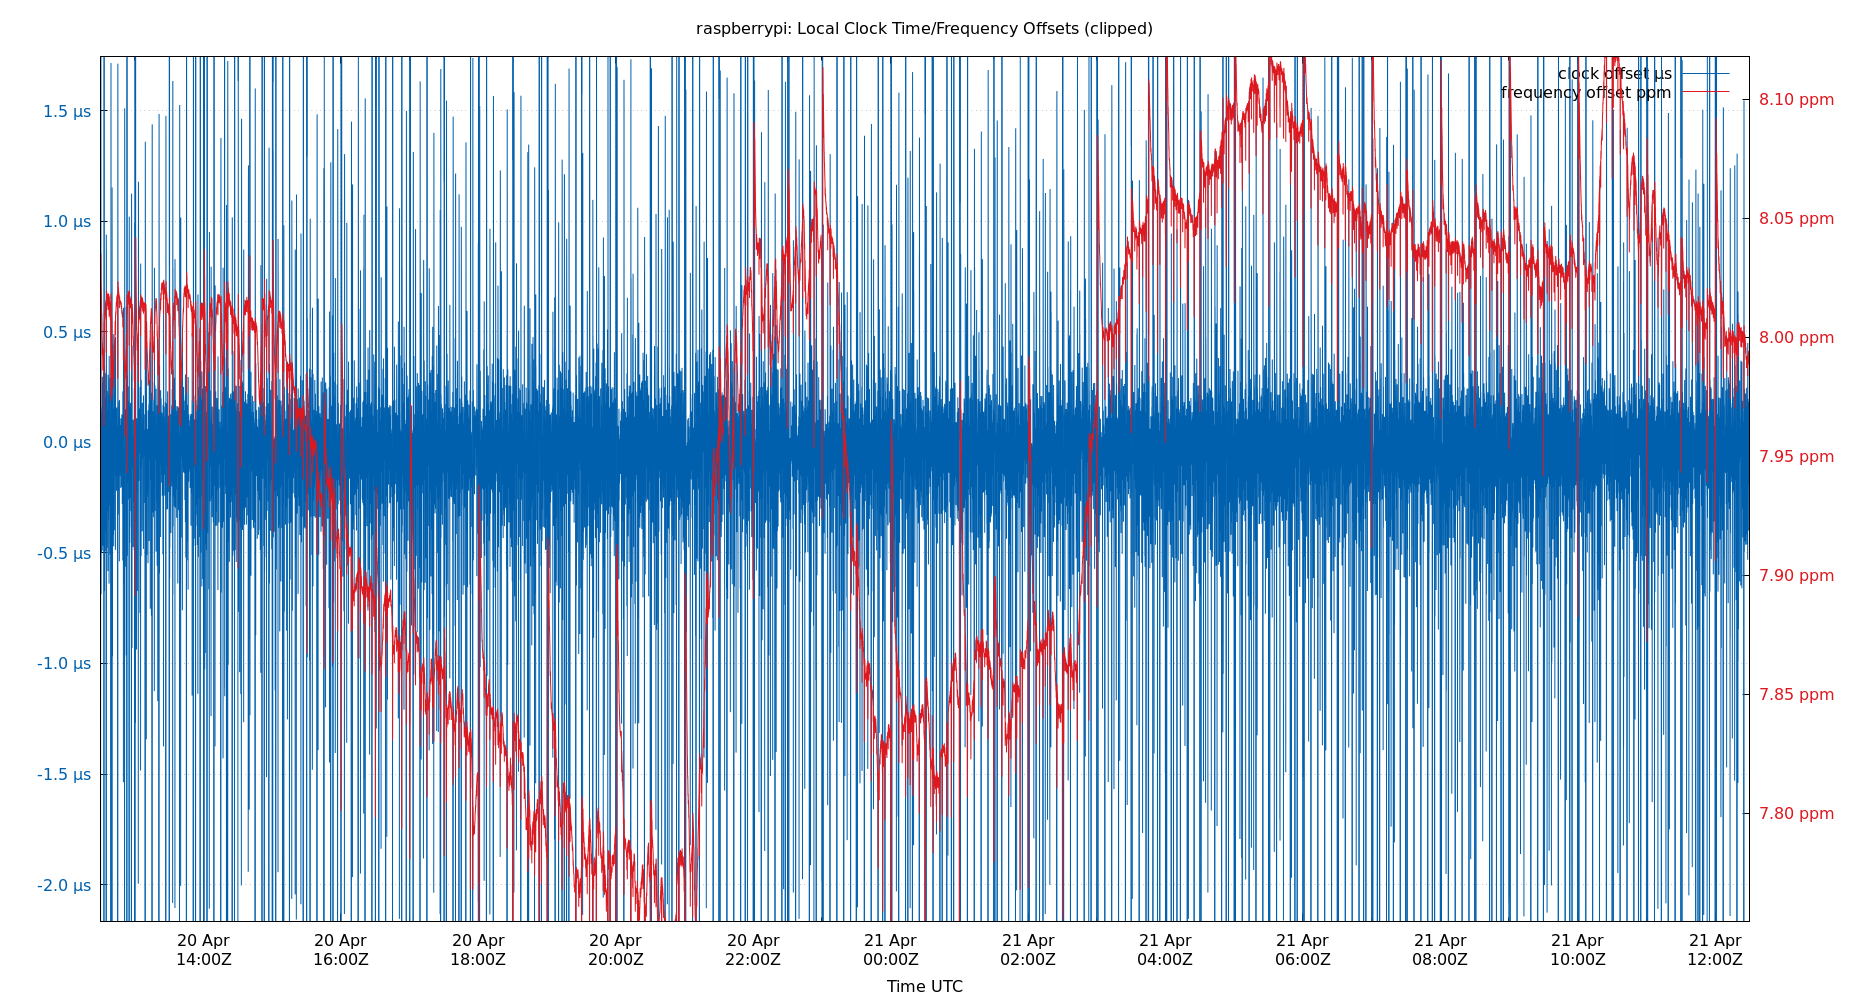 raspberrypi: Local Clock Time/Frequency Offsets (clipped)
clock offset µs
frequency offset ppm
1.5 µs
1.0 µs
0.5 µs
0.0 µs
-0.5 µs
-1.0 µs
-1.5 µs
-2.0 µs
8.10 ppm
8.05 ppm
8.00 ppm
7.95 ppm
7.90 ppm
7.85 ppm
7.80 ppm
20 Apr 20 Apr 20 Apr 20 Apr 20 Apr 21 Apr 21 Apr 21 Apr 21 Apr 21 Apr 21 Apr 21 Apr
14:00Z 16:00Z 18:00Z 20:00Z 22:00Z 00:00Z 02:00Z 04:00Z 06:00Z 08:00Z 10:00Z 12:00Z
Time UTC